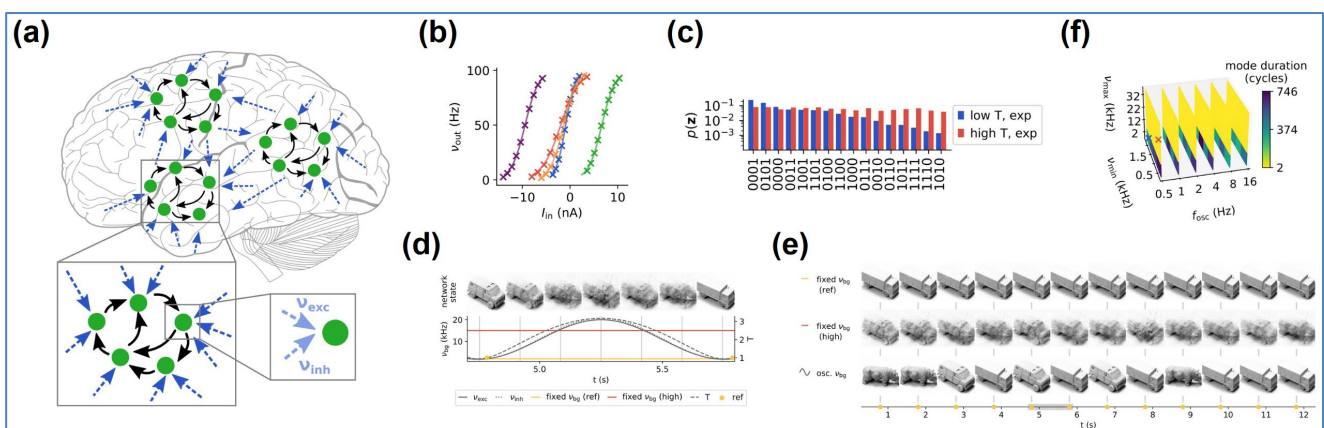 (a)
ν_exc
ν_inh
(b)
100
50
0
ν_out (Hz)
−10 0 10
I_in (nA)
(c)
p(z)
10⁻¹
10⁻³
low T, exp
high T, exp
0001 0101 0000 0011 1001 1101 0100 1100 1000 0010 0111 0110 1011 1111 1110 1010
(d)
network state
20
10
ν_bg (kHz)
3
2
1
T
5.0 5.5
t (s)
ν_exc ν_inh fixed ν_bg (ref) fixed ν_bg (high) T ref
(e)
fixed ν_bg
(ref)
fixed ν_bg
(high)
osc. ν_bg
1 2 3 4 5 6 7 8 9 10 11 12
t (s)
(f)
mode duration
(cycles)
746
374
2
ν_max (kHz)
32
22
12
2
ν_min (kHz)
1.5
0.5
0.5 1 2 4 8 16
f_osc (Hz)